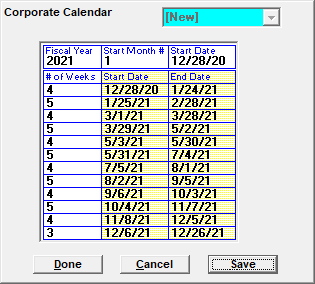 Corporate Calendar [New]
Fiscal Year Start Month # Start Date
2021 1 12/28/20
# of Weeks Start Date End Date
4 12/28/20 1/24/21
5 1/25/21 2/28/21
4 3/1/21 3/28/21
5 3/29/21 5/2/21
4 5/3/21 5/30/21
5 5/31/21 7/4/21
4 7/5/21 8/1/21
5 8/2/21 9/5/21
4 9/6/21 10/3/21
5 10/4/21 11/7/21
4 11/8/21 12/5/21
3 12/6/21 12/26/21
Done Cancel Save